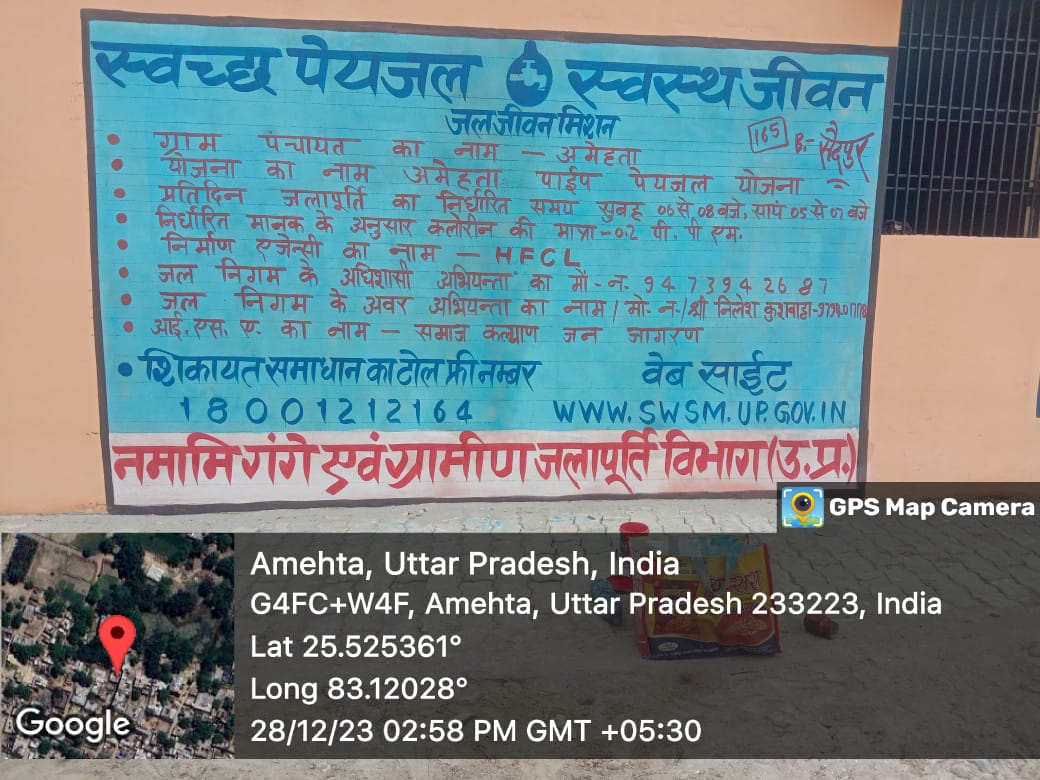 स्वच्छ पेयजल स्वस्थ जीवन
जल जीवन मिशन
165 B:- सैदपुर
• ग्राम पंचायत का नाम — अमेहता
• योजना का नाम अमेहता पाईप पेयजल योजना
• प्रतिदिन जलापूर्ति का निर्धारित समय सुबह 06 से 08 बजे, सायं 05 से 07 बजे
• निर्धारित मानक के अनुसार क्लोरीन की मात्रा - 0.2 पी. पी एम.
• निर्माण एजेन्सी का नाम — HFCL
• जल निगम के अधिशासी अभियन्ता का मो - न. 9473942687
• जल निगम के अवर अभियन्ता का नाम / मो. न. / श्री निलेश कुशवाहा -
• आई. एस. ए. का नाम — समाज कल्याण जन जागरण
• शिकायत समाधान का टोल फ्री नम्बर वेब साईट
18001212164 WWW.SWSM.UP.GOV.IN
नमामि गंगे एवं ग्रामीण जलापूर्ति विभाग (उ.प्र.)
GPS Map Camera
Amehta, Uttar Pradesh, India
G4FC+W4F, Amehta, Uttar Pradesh 233223, India
Lat 25.525361°
Long 83.12028°
28/12/23 02:58 PM GMT +05:30
Google